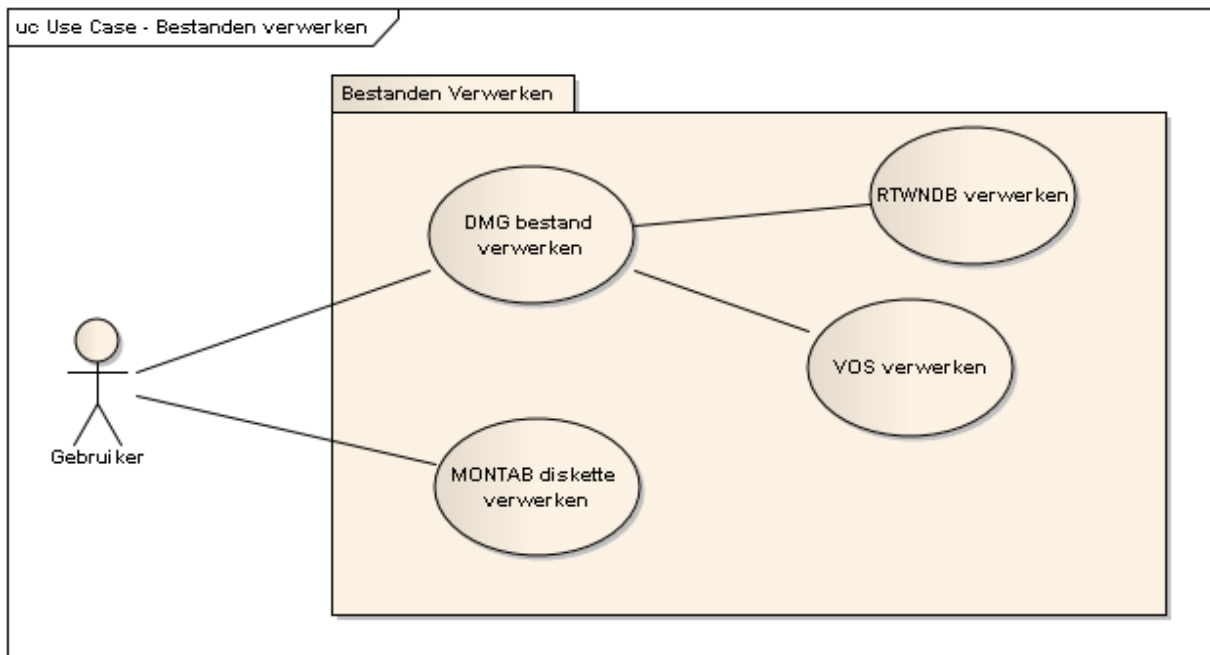 uc Use Case - Bestanden verwerken
Bestanden Verwerken
RTWNDB verwerken
DMG bestand
verwerken
VOS verwerken
Gebruiker
MONTAB diskette
verwerken